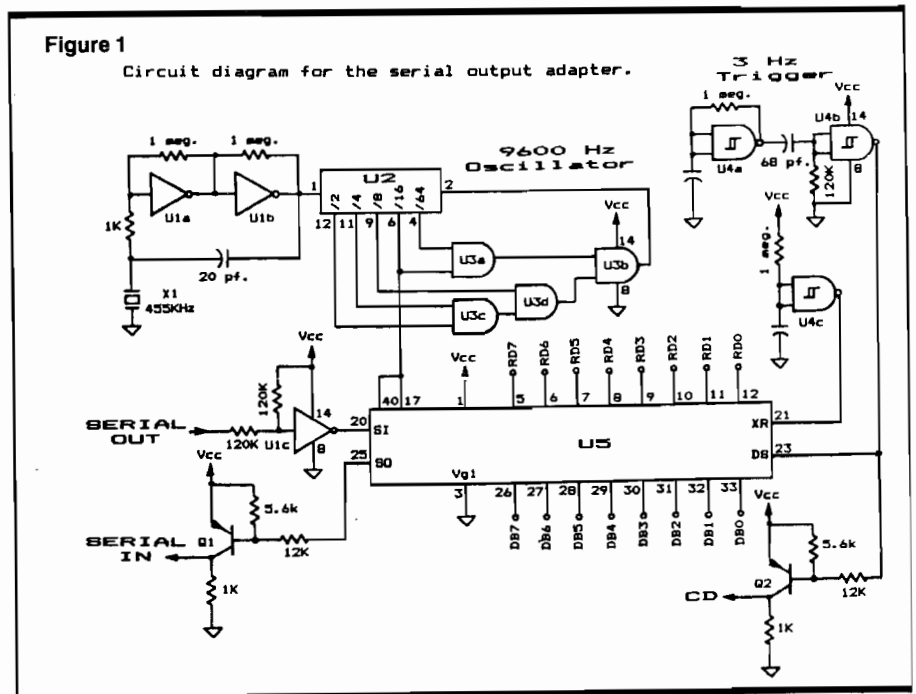 Figure 1
Circuit diagram for the serial output adapter.
3 Hz
Trigger
1 meg.
Vcc
14
U4b
U4a
68 pf.
120K
8
1 meg.
1 meg.
9600 Hz
Oscillator
U1a
U1b
1
U2
2
/2
/4
/8
/16
/64
12
11
9
6
4
1K
20 pf.
X1
455KHz
U3a
Vcc
14
U3b
8
U3d
U3c
Vcc
1 meg.
U4c
Vcc
120K
14
SERIAL
OUT
120K
U1c
8
40
17
Vcc
1
RD7
RD6
RD5
RD4
RD3
RD2
RD1
RD0
5
6
7
8
9
10
11
12
20
SI
25
SO
U5
XR
21
DS
23
Vg1
3
26
27
28
29
30
31
32
33
DB7
DB6
DB5
DB4
DB3
DB2
DB1
DB0
Vcc
5.6k
SERIAL
IN
Q1
12K
1K
Vcc
5.6k
Q2
12K
CD
1K